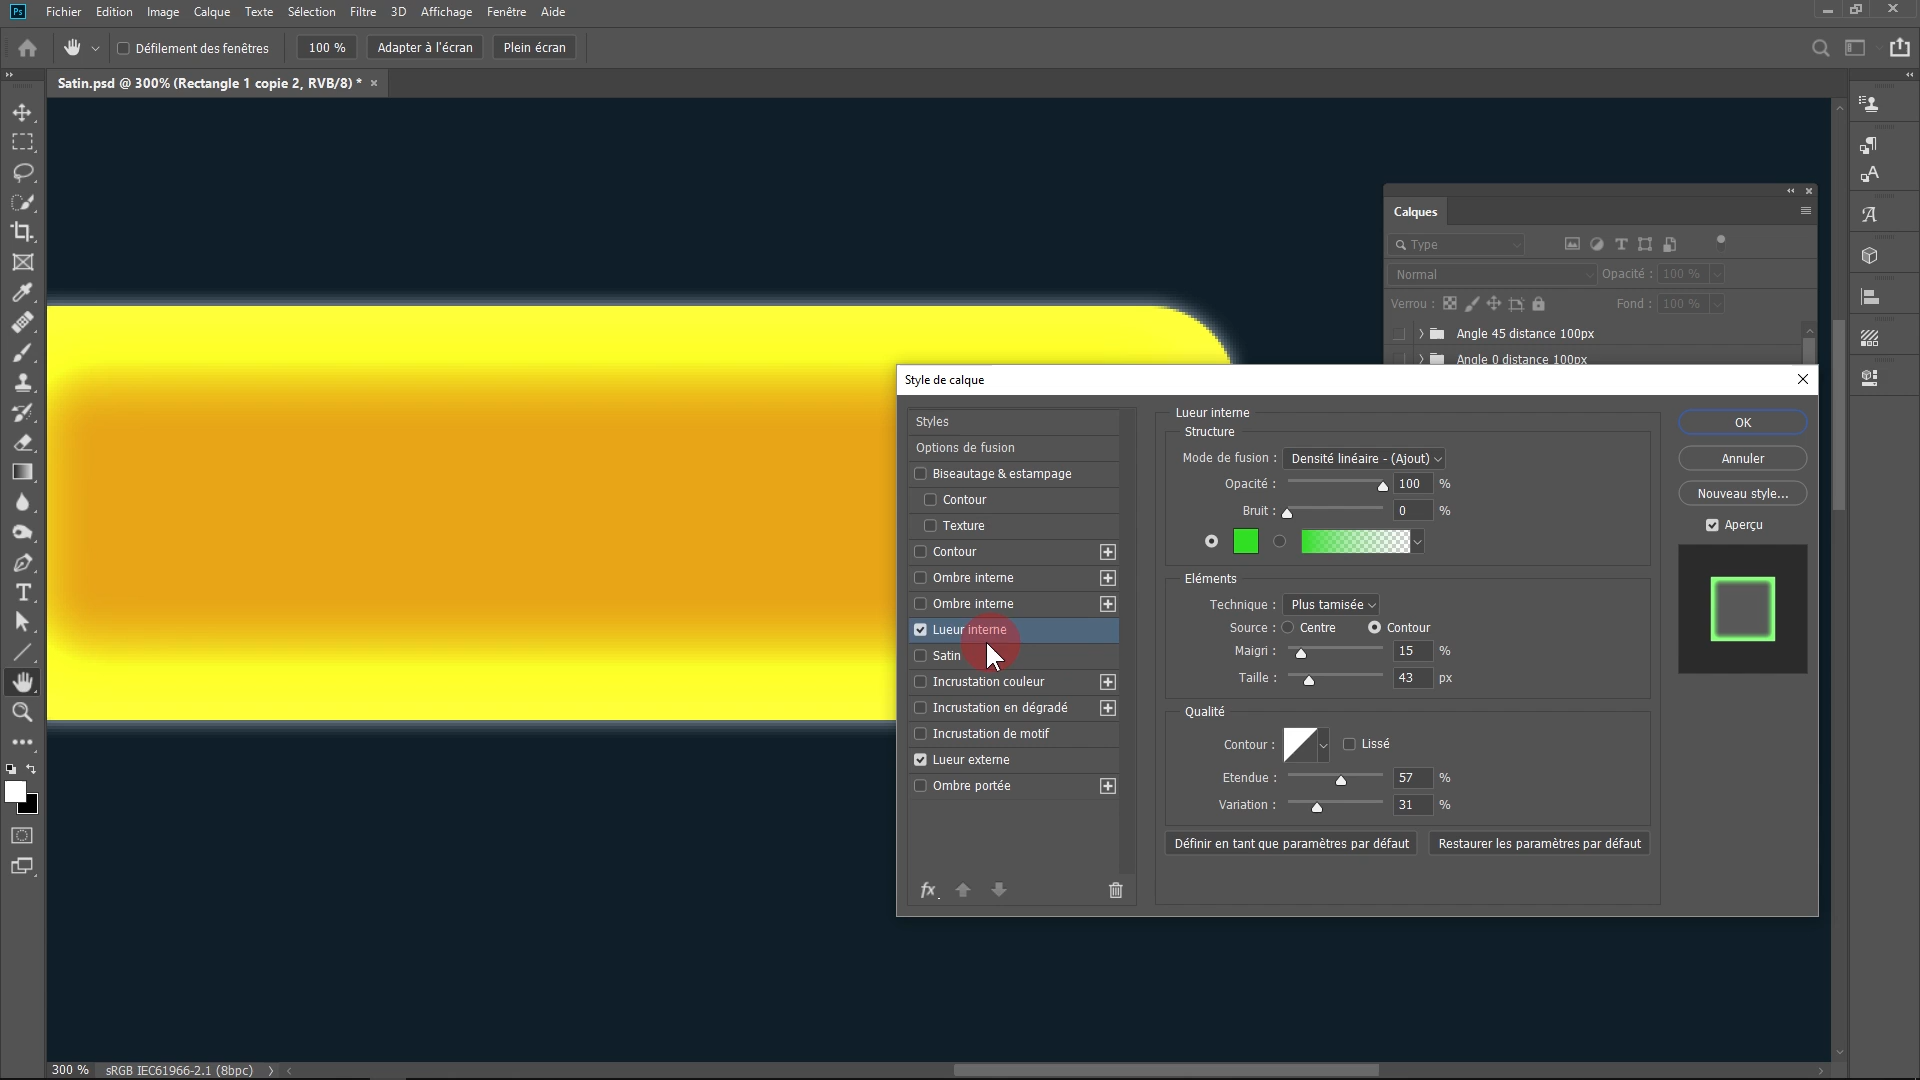 Ps Fichier Edition Image Calque Texte Sélection Filtre 3D Affichage Fenêtre Aide
Défilement des fenêtres 100 % Adapter à l'écran Plein écran
Satin.psd @ 300% (Rectangle 1 copie 2, RVB/8) *
Calques
Type
Normal Opacité : 100 %
Verrou : Fond : 100 %
Angle 45 distance 100px
Angle 0 distance 100px
Style de calque
Styles
Options de fusion
Biseautage & estampage
Contour
Texture
Contour
Ombre interne
Ombre interne
Lueur interne
Satin
Incrustation couleur
Incrustation en dégradé
Incrustation de motif
Lueur externe
Ombre portée
fx
Lueur interne
Structure
Mode de fusion : Densité linéaire - (Ajout)
Opacité : 100 %
Bruit : 0 %
Eléments
Technique : Plus tamisée
Source : Centre Contour
Maigri : 15 %
Taille : 43 px
Qualité
Contour : Lissé
Etendue : 57 %
Variation : 31 %
Définir en tant que paramètres par défaut Restaurer les paramètres par défaut
OK
Annuler
Nouveau style...
Aperçu
300 % sRGB IEC61966-2.1 (8bpc)